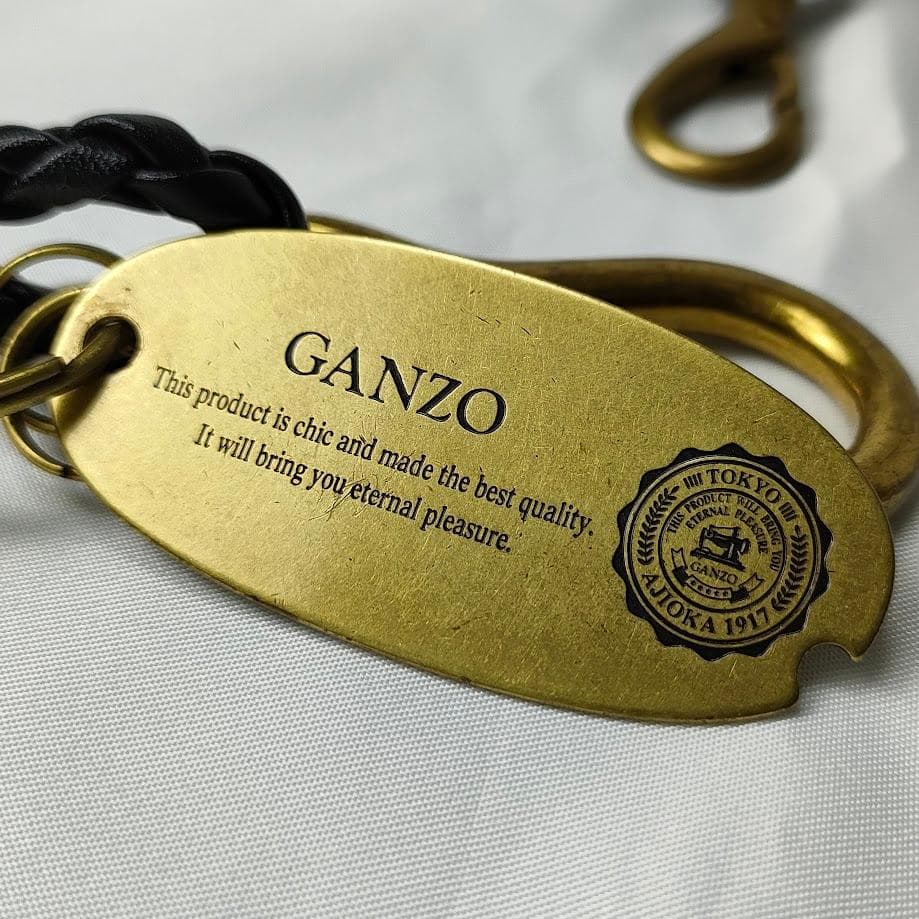 GANZO
This product is chic and made the best quality.
It will bring you eternal pleasure.
TOKYO
THIS PRODUCT WILL BRING YOU
ETERNAL PLEASURE
GANZO
AJIOKA 1917